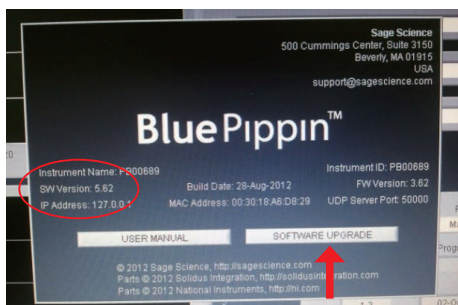 Sage Science
500 Cummings Center, Suite 3150
Beverly, MA 01915
USA
support@sagescience.com
BluePippin™
Instrument Name: PB00689
Instrument ID: PB00689
SW Version: 5.62
Build Date: 28-Aug-2012
FW Version: 3.62
IP Address: 127.0.0.1
MAC Address: 00:30:18:A6:D8:29
UDP Server Port: 50000
USER MANUAL
SOFTWARE UPGRADE
© 2012 Sage Science, http://sagescience.com
Parts © 2012 Solidus Integration, http://solidusintegration.com
Parts © 2012 National Instruments, http://ni.com